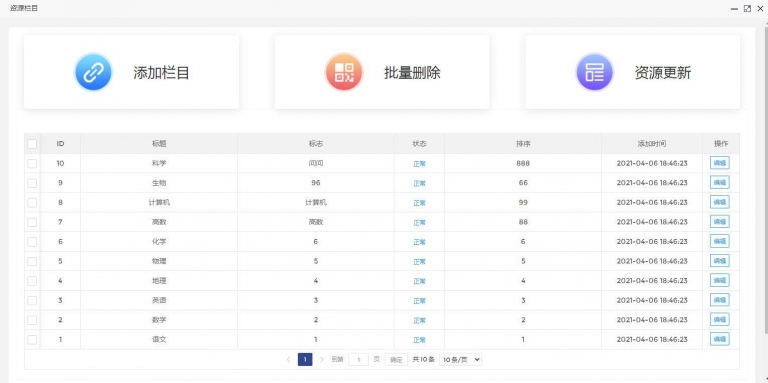 资源栏目
添加栏目 批量删除 资源更新
ID 标题 标志 状态 排序 添加时间 操作
10 科学 问问 正常 888 2021-04-06 18:46:23 编辑
9 生物 96 正常 66 2021-04-06 18:46:23 编辑
8 计算机 计算机 正常 99 2021-04-06 18:46:23 编辑
7 高数 高数 正常 88 2021-04-06 18:46:23 编辑
6 化学 6 正常 6 2021-04-06 18:46:23 编辑
5 物理 5 正常 5 2021-04-06 18:46:23 编辑
4 地理 4 正常 4 2021-04-06 18:46:23 编辑
3 英语 3 正常 3 2021-04-06 18:46:23 编辑
2 数学 2 正常 2 2021-04-06 18:46:23 编辑
1 语文 1 正常 1 2021-04-06 18:46:23 编辑
1 到第 1 页 确定 共 10 条 10 条/页